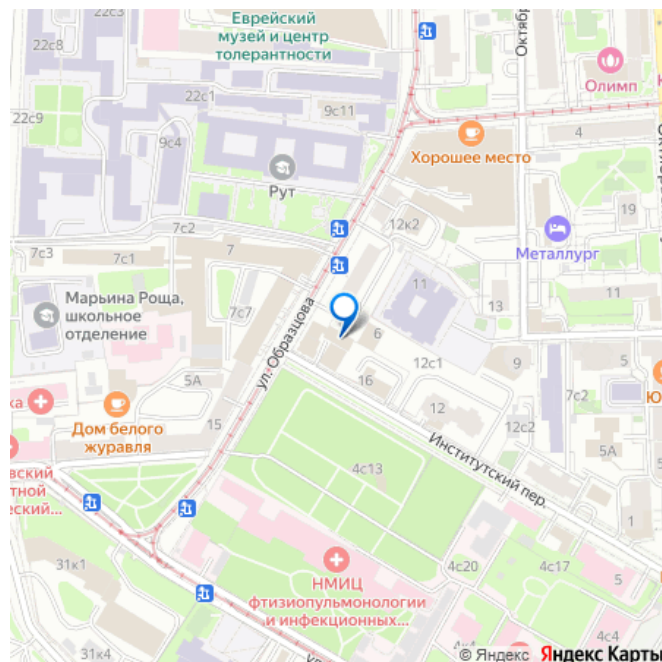 22с8
Еврейский
музей и центр
толерантности
22с1
9с11
22с9
9с4
Рут
Олимп
4
Хорошее место
19
7с2
12к2
7с3
7с1
7
Металлург
11
13
Марьина Роща,
школьное
отделение
7с7
ул. Образцова
6
12с1
9
16
5А
7с2
Дом белого
журавля
15
12
12с2
5А
Институтский пер.
4с13
1
31к1
НМИЦ
фтизиопульмонологии
и инфекционных...
4с20
4с17
5
31к4
4с4
© Яндекс Яндекс Карты